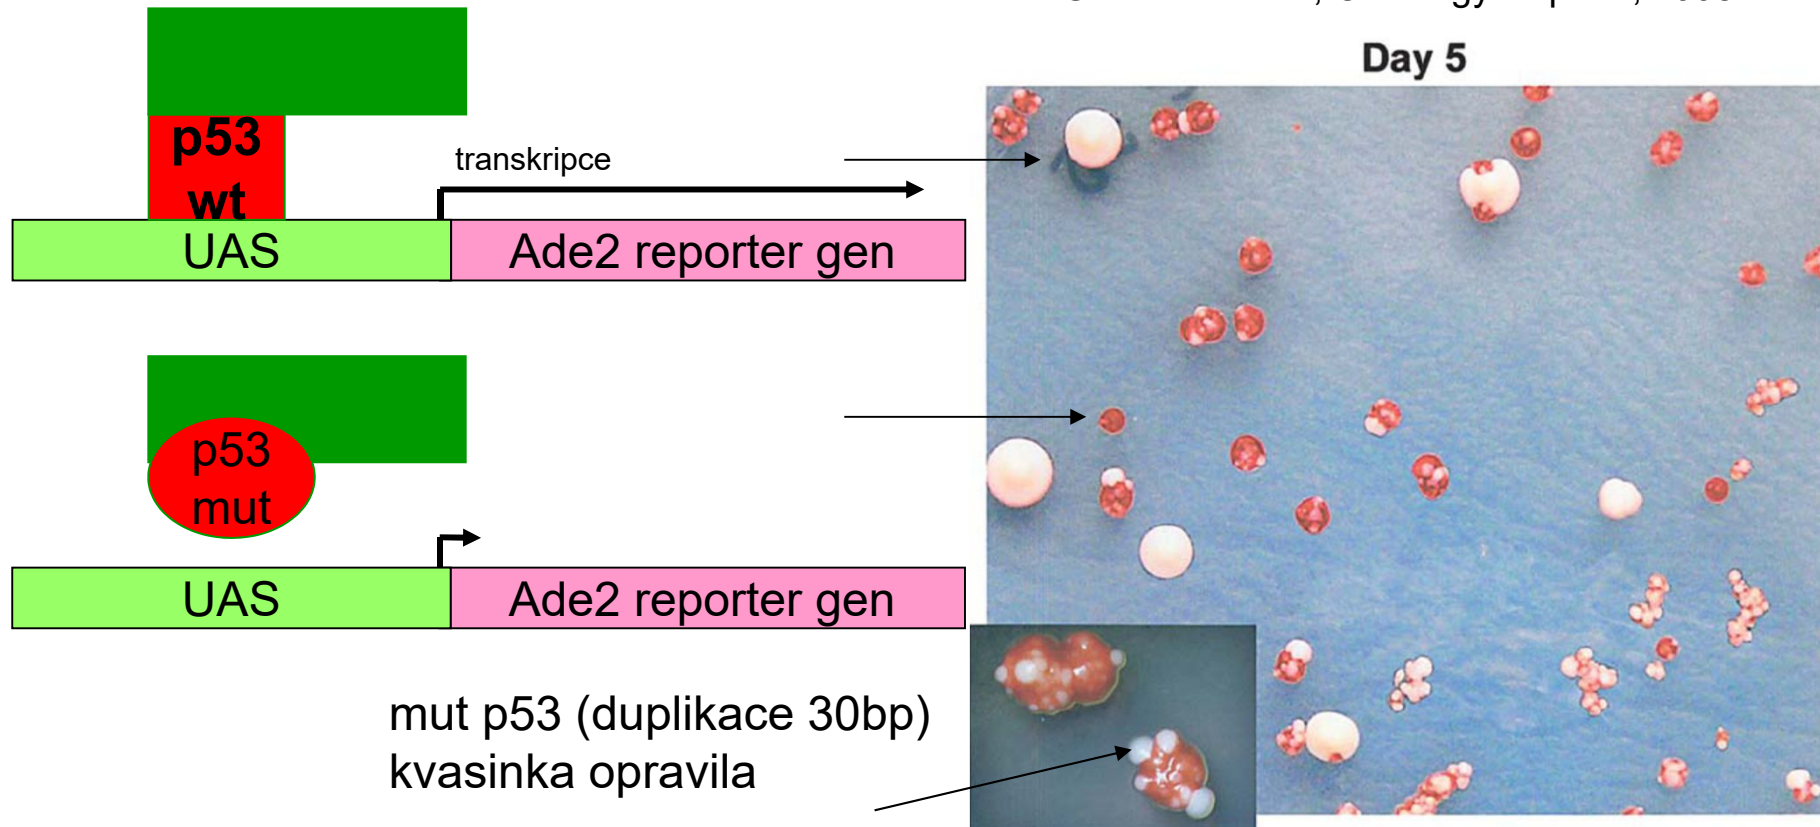 Day 5
p53
wt
transkripce
UAS
Ade2 reporter gen
p53
mut
UAS
Ade2 reporter gen
mut p53 (duplikace 30bp)
kvasinka opravila